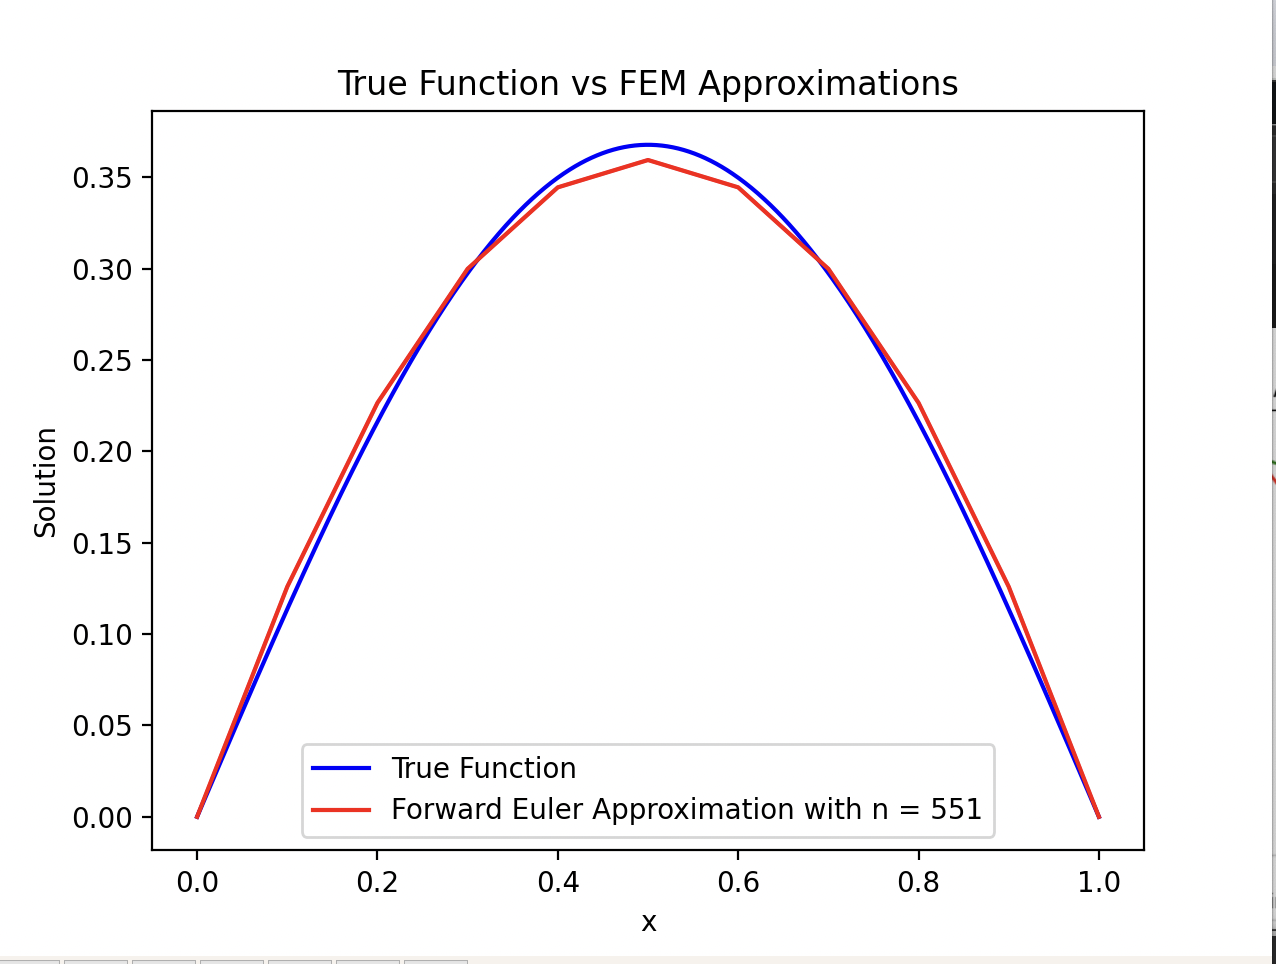 True Function vs FEM Approximations
Solution
0.35
0.30
0.25
0.20
0.15
0.10
0.05
0.00
True Function
Forward Euler Approximation with n = 551
0.0 0.2 0.4 0.6 0.8 1.0
x